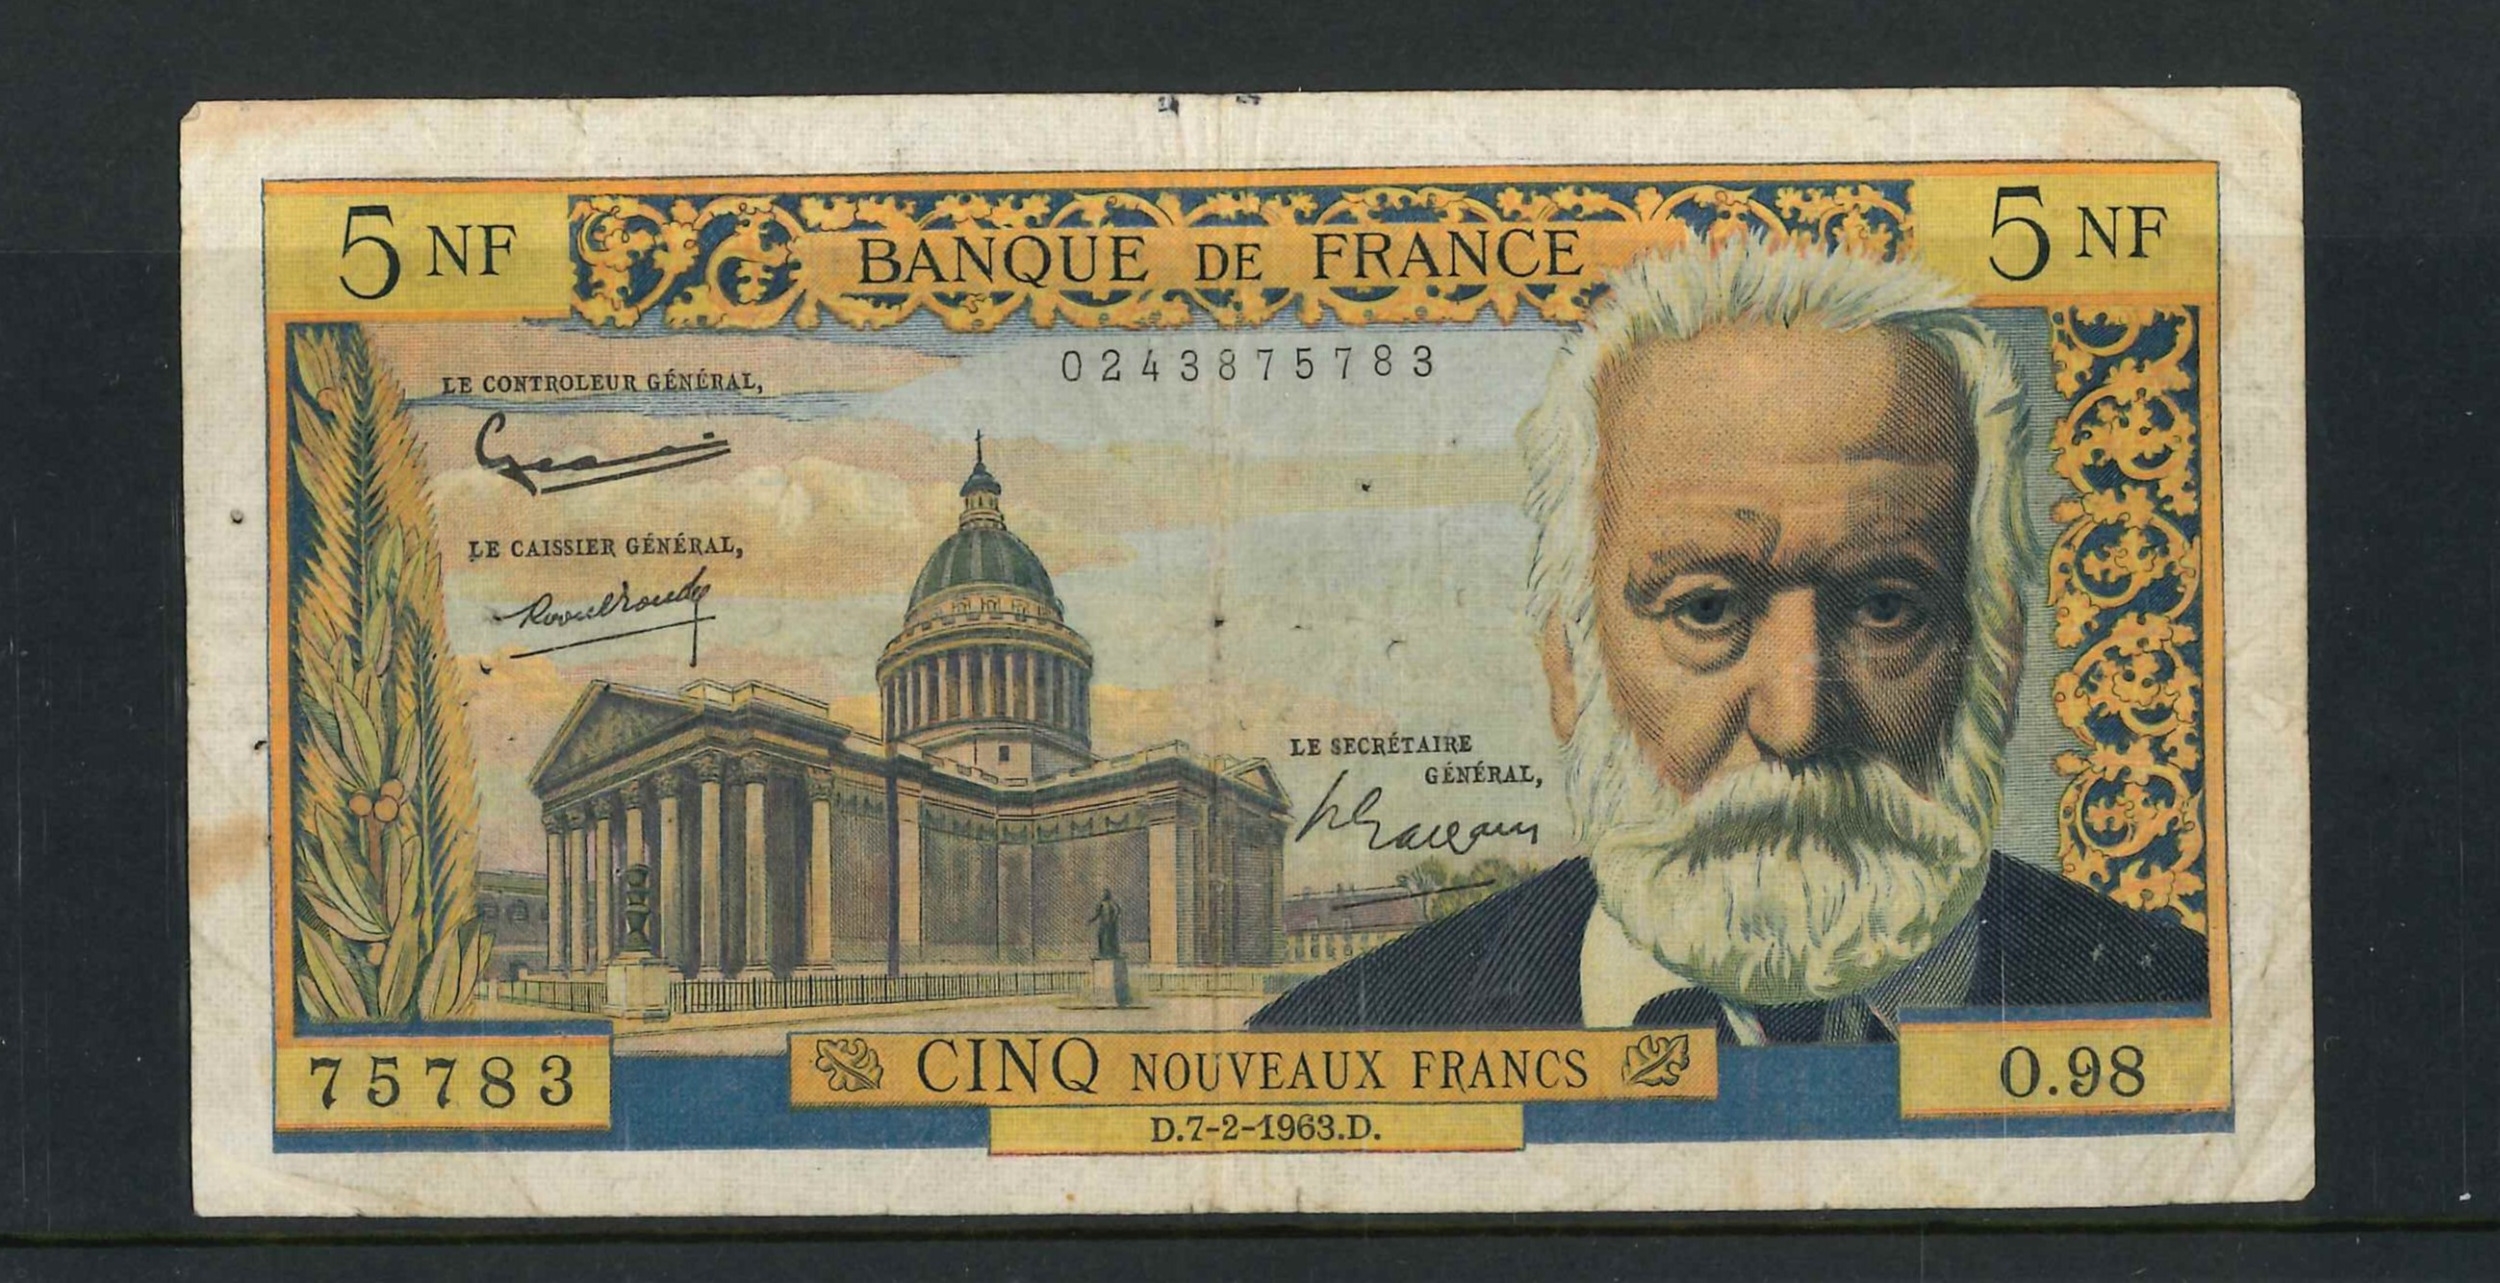 5 NF
BANQUE DE FRANCE
5 NF
0243875783
LE CONTROLEUR GÉNÉRAL,
LE CAISSIER GÉNÉRAL,
LE SECRÉTAIRE
GÉNÉRAL,
75783
CINQ NOUVEAUX FRANCS
O.98
D.7-2-1963.D.